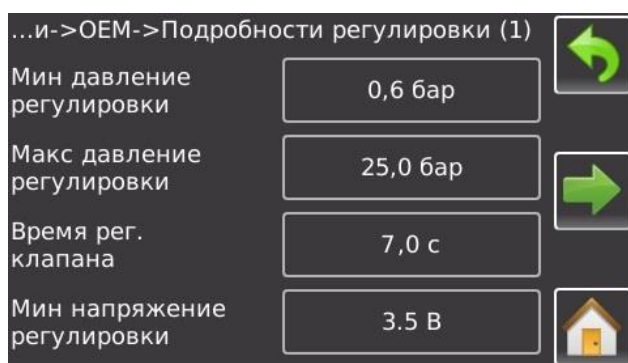 ...и->OEM->Подробности регулировки (1)
Мин давление
регулировки
0,6 бар
Макс давление
регулировки
25,0 бар
Время рег.
клапана
7,0 с
Мин напряжение
регулировки
3.5 В